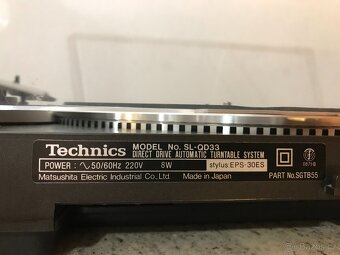 Technics MODEL No. SL-QD33
DIRECT DRIVE AUTOMATIC TURNTABLE SYSTEM
POWER: ∿ 50/60Hz 220V 8W stylus: EPS-30ES
Matsushita Electric Industrial Co., Ltd. Made in Japan PART No. SGTB55